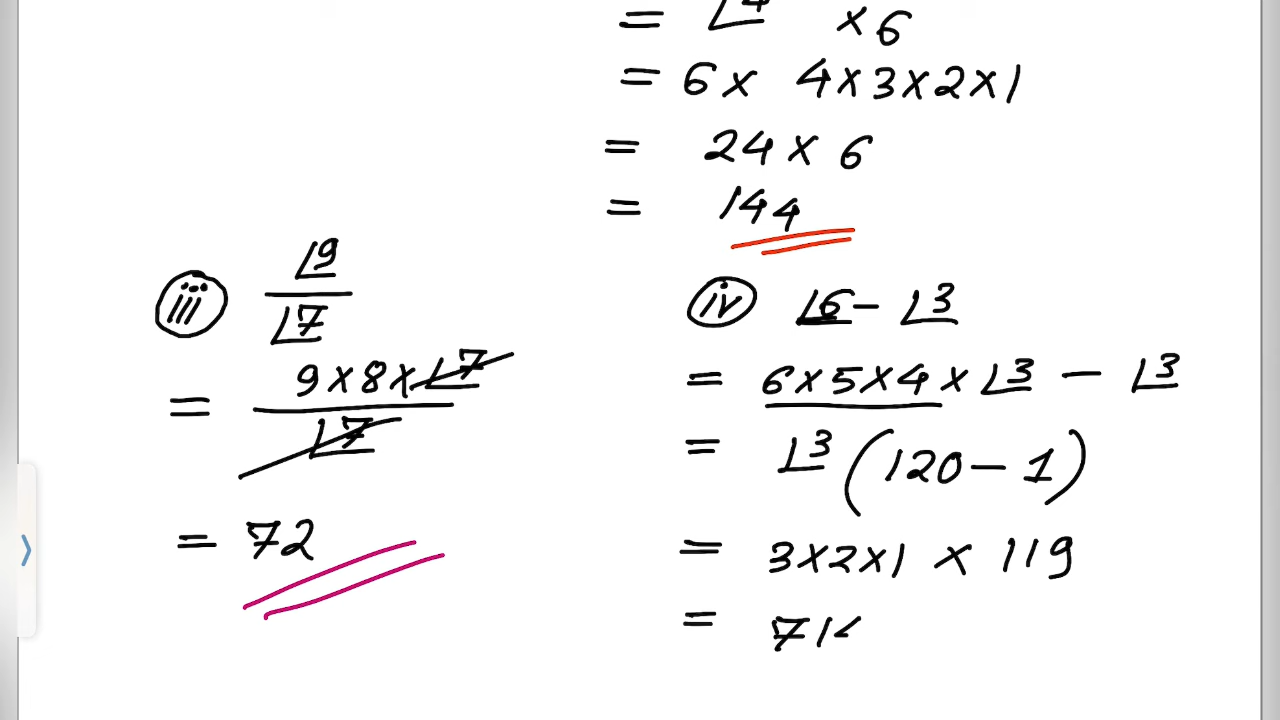 = ⌊4 × 6
= 6 × 4×3×2×1
= 24 × 6
= 144
iii ⌊9
⌊7
= 9×8×⌊7
⌊7
= 72
iv ⌊6 - ⌊3
= 6×5×4×⌊3 - ⌊3
= ⌊3 (120 - 1)
= 3×2×1 × 119
= 71